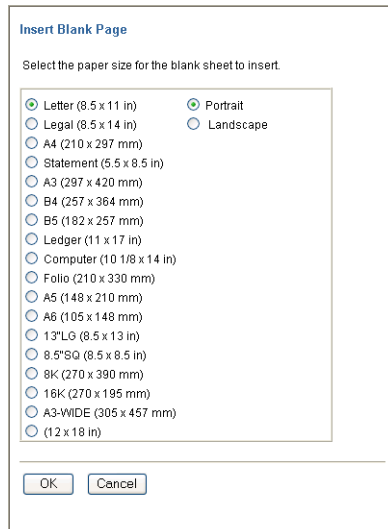 Insert Blank Page
Select the paper size for the blank sheet to insert.
Letter (8.5 x 11 in) Portrait
Legal (8.5 x 14 in) Landscape
A4 (210 x 297 mm)
Statement (5.5 x 8.5 in)
A3 (297 x 420 mm)
B4 (257 x 364 mm)
B5 (182 x 257 mm)
Ledger (11 x 17 in)
Computer (10 1/8 x 14 in)
Folio (210 x 330 mm)
A5 (148 x 210 mm)
A6 (105 x 148 mm)
13"LG (8.5 x 13 in)
8.5"SQ (8.5 x 8.5 in)
8K (270 x 390 mm)
16K (270 x 195 mm)
A3-WIDE (305 x 457 mm)
(12 x 18 in)
OK Cancel